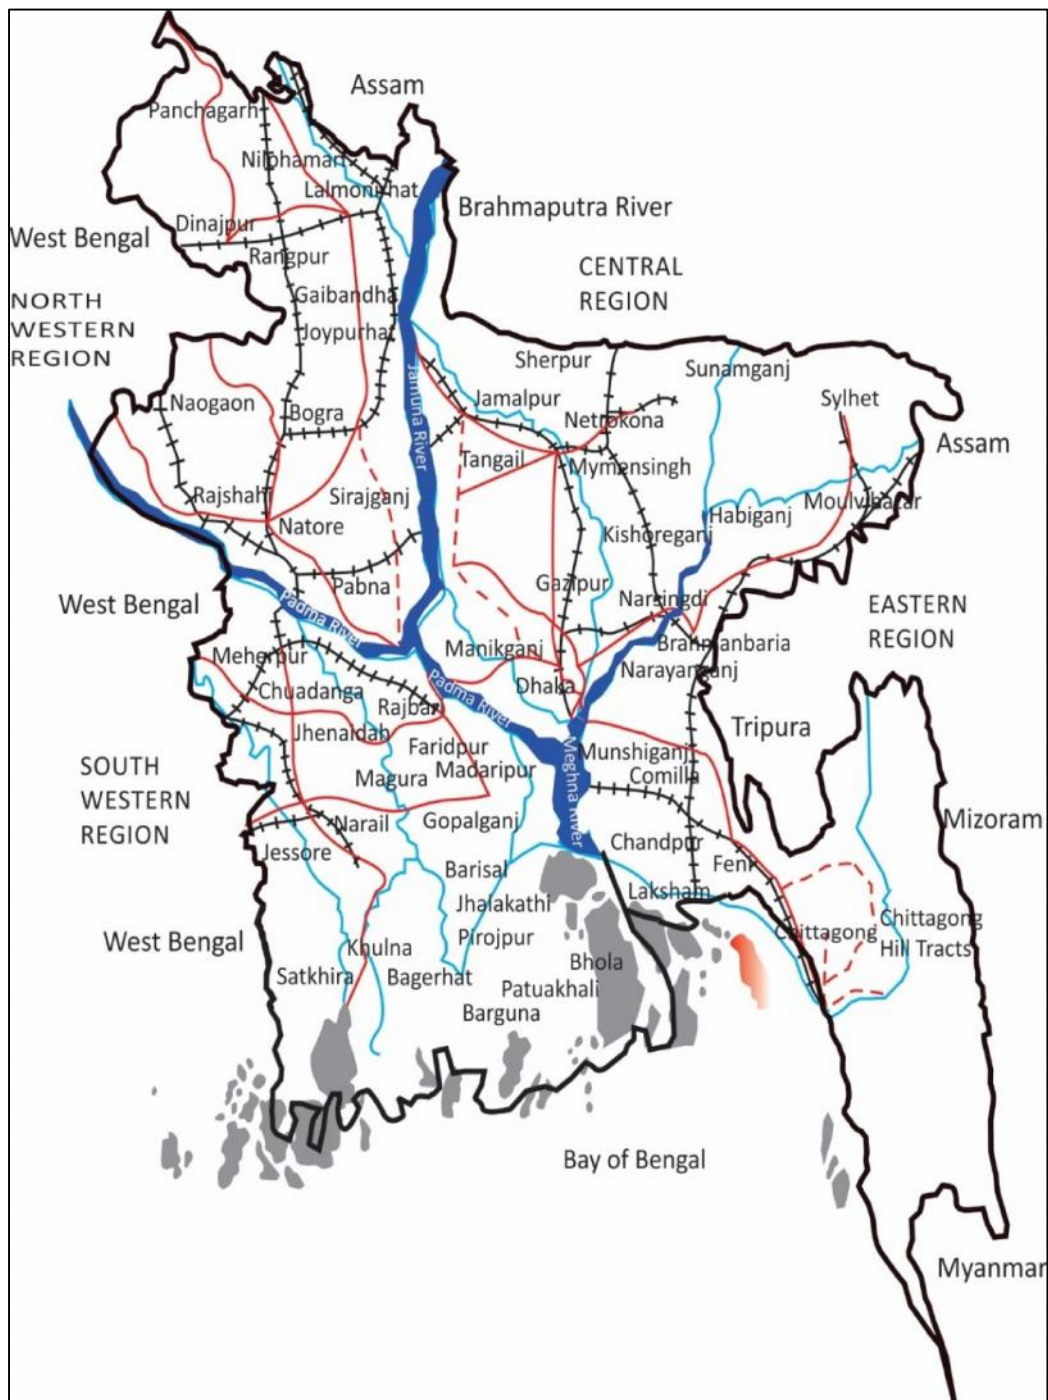 Assam
Panchagarh
Nilphamari
Lalmonirhat
Brahmaputra River
Dinajpur
West Bengal
Rangpur
CENTRAL
REGION
Gaibandha
NORTH
WESTERN
REGION
Joypurhat
Sherpur
Sunamganj
Jamuna River
Naogaon
Bogra
Jamalpur
Netrokona
Sylhet
Assam
Tangail
Mymensingh
Rajshahi
Sirajganj
Natore
Habiganj
Moulvibazar
Kishoreganj
Pabna
Gazipur
Narsingdi
West Bengal
Padma River
EASTERN
REGION
Meherpur
Manikganj
Brahmanbaria
Narayanganj
Chuadanga
Padma River
Dhaka
Rajbari
Jhenaidah
Faridpur
Tripura
Munshiganj
Meghna River
SOUTH
WESTERN
REGION
Magura
Madaripur
Comilla
Narail
Gopalganj
Mizoram
Jessore
Chandpur
Barisal
Feni
Jhalakathi
Laksham
Chittagong
Hill Tracts
Chittagong
West Bengal
Khulna
Pirojpur
Satkhira
Bagerhat
Bhola
Patuakhali
Barguna
Bay of Bengal
Myanmar